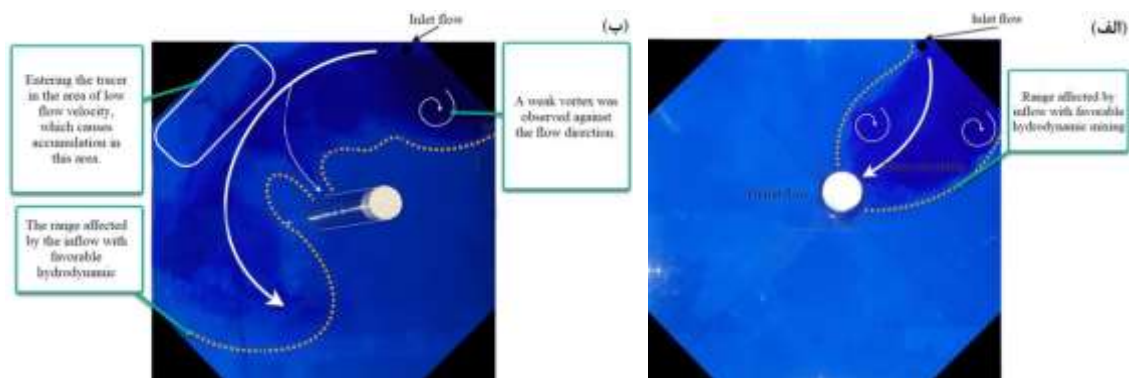 Inlet flow
(ب)
Entering the tracer
in the area of low
flow velocity,
which causes
accumulation in
this area.
A weak vortex was
observed against
the flow direction.
The range affected
by the inflow with
favorable
hydrodynamic
Inlet flow
(الف)
Range affected by
inflow with favorable
hydrodynamic mixing